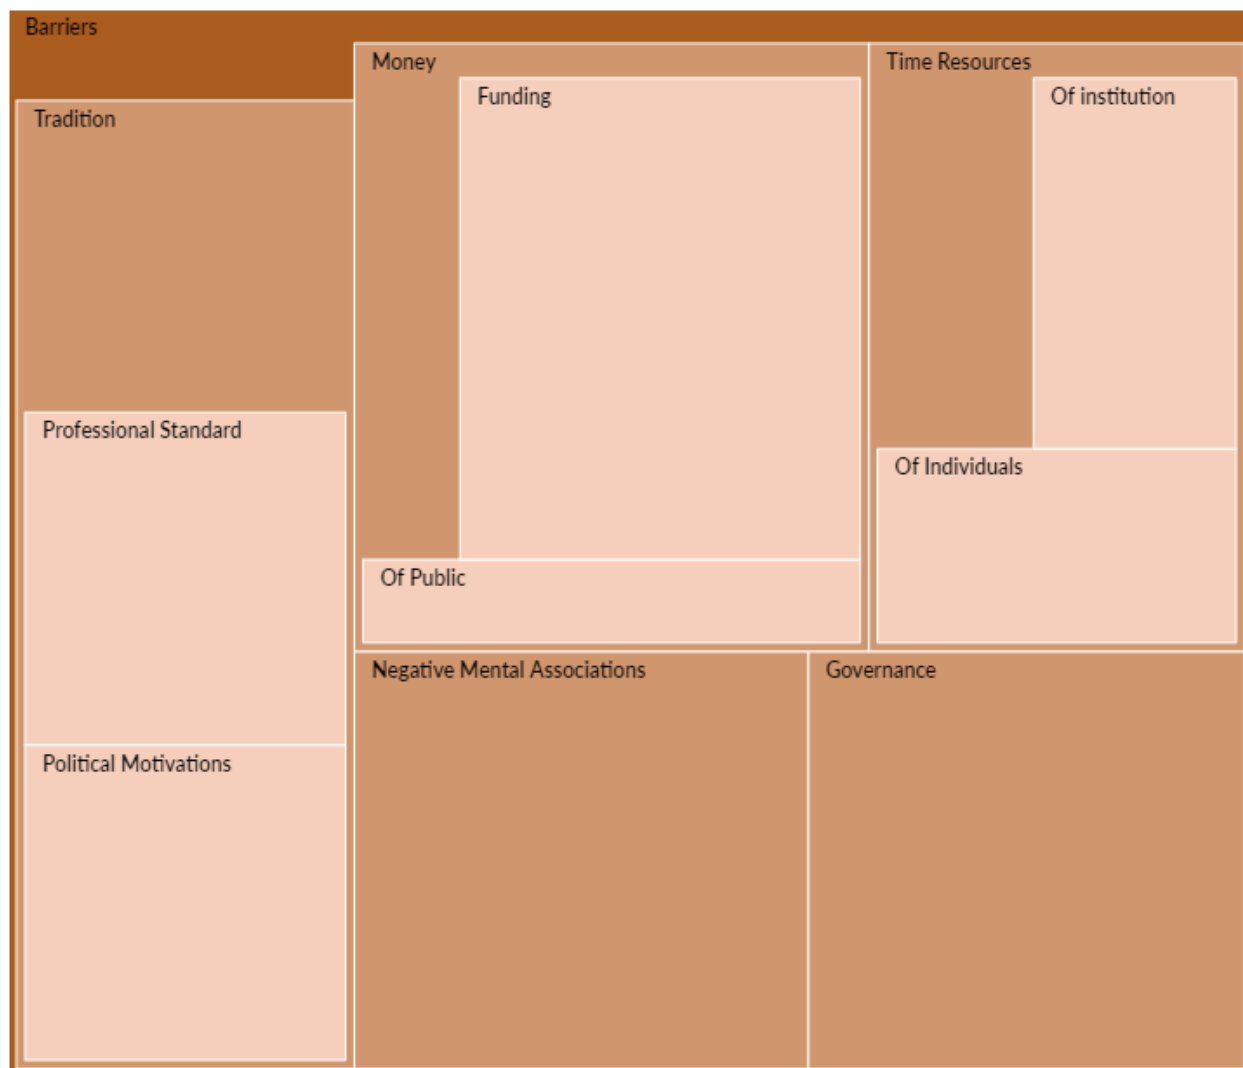 Barriers
Tradition
Professional Standard
Political Motivations
Money
Funding
Of Public
Time Resources
Of institution
Of Individuals
Negative Mental Associations
Governance